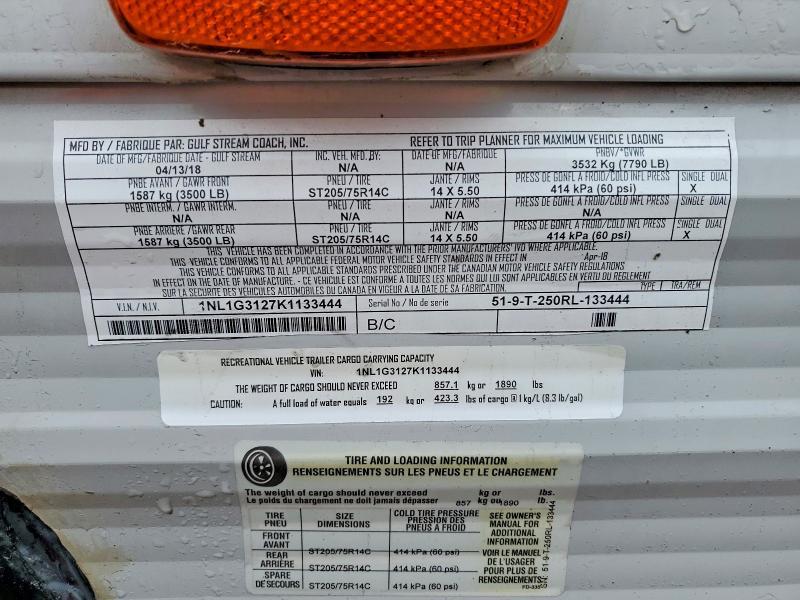 MFD BY / FABRIQUE PAR: GULF STREAM COACH, INC. REFER TO TRIP PLANNER FOR MAXIMUM VEHICLE LOADING
DATE OF MFG/FABRIQUE DATE - GULF STREAM INC. VEH. MFD. BY: DATE OF MFG/FABRIQUE PNBV/*GVWR
04/13/18 N/A N/A 3532 Kg (7790 LB)
PNBE AVANT / GAWR FRONT PNEU / TIRE JANTE / RIMS PRESS DE GONFL A FROID/COLD INFL PRESS SINGLE DUAL
1587 kg (3500 LB) ST205/75R14C 14 X 5.50 414 kPa (60 psi) X
PNBE INTERM. / GAWR INTERM. PNEU / TIRE JANTE / RIMS PRESS DE GONFL A FROID/COLD INFL PRESS SINGLE DUAL
N/A N/A N/A N/A
PNBE ARRIERE / GAWR REAR PNEU / TIRE JANTE / RIMS PRESS DE GONFL A FROID/COLD INFL PRESS SINGLE DUAL
1587 kg (3500 LB) ST205/75R14C 14 X 5.50 414 kPa (60 psi) X
THIS VEHICLE HAS BEEN COMPLETED IN ACCORDANCE WITH THE PRIOR MANUFACTURERS' IVD WHERE APPLICABLE.
THIS VEHICLE CONFORMS TO ALL APPLICABLE FEDERAL MOTOR VEHICLE SAFETY STANDARDS IN EFFECT IN Apr-18
THIS VEHICLE CONFORMS TO ALL APPLICABLE STANDARDS PRESCRIBED UNDER THE CANADIAN MOTOR VEHICLE SAFETY REGULATIONS
IN EFFECT ON THE DATE OF MANUFACTURE. / CE VEHICULE EST CONFORME A TOUTES LES NORMES QUI LUI SONT APPLICABLES EN VERTU DU REGLEMENT
SUR LA SECURITE DES VEHICULES AUTOMOBILES DU CANADA EN VIGUEUR A LA DATE DE SA FABRICATION. TYPE TRA/REM
V.I.N. / N.I.V. 1NL1G3127K1133444 Serial No / No de serie 51-9-T-250RL-133444
B/C
RECREATIONAL VEHICLE TRAILER CARGO CARRYING CAPACITY
VIN: 1NL1G3127K1133444
THE WEIGHT OF CARGO SHOULD NEVER EXCEED 857.1 kg or 1890 lbs
CAUTION: A full load of water equals 192 kg or 423.3 lbs of cargo @ 1 kg/L (8.3 lb/gal)
TIRE AND LOADING INFORMATION
RENSEIGNEMENTS SUR LES PNEUS ET LE CHARGEMENT
The weight of cargo should never exceed kg or lbs.
Le poids du chargement ne doit jamais dépasser 857 kg ou 1890 lb.
TIRE
PNEU
SIZE
DIMENSIONS
COLD TIRE PRESSURE
PRESSION DES
PNEUS A FROID
SEE OWNER'S
MANUAL FOR
ADDITIONAL
INFORMATION
VOIR LE MANUEL
DE L'USAGER
POUR PLUS DE
RENSEIGNEMENTS
FRONT
AVANT ST205/75R14C 414 kPa (60 psi)
REAR
ARRIÈRE ST205/75R14C 414 kPa (60 psi)
SPARE
DE SECOURS ST205/75R14C 414 kPa (60 psi)
51-9-T-250RL-133444